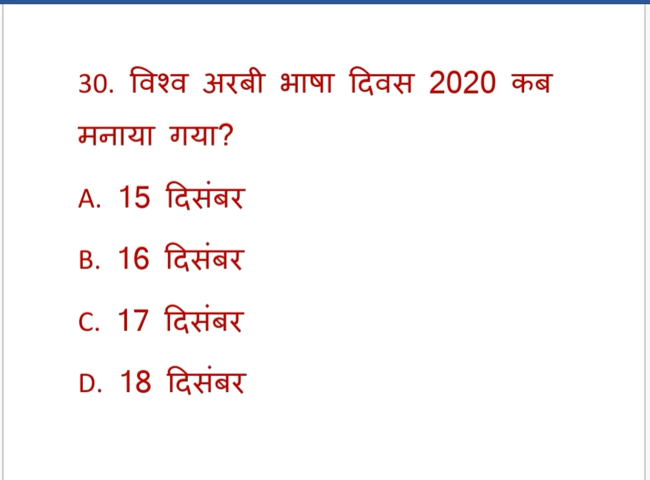 30. विश्व अरबी भाषा दिवस 2020 कब
मनाया गया?
A. 15 दिसंबर
B. 16 दिसंबर
C. 17 दिसंबर
D. 18 दिसंबर